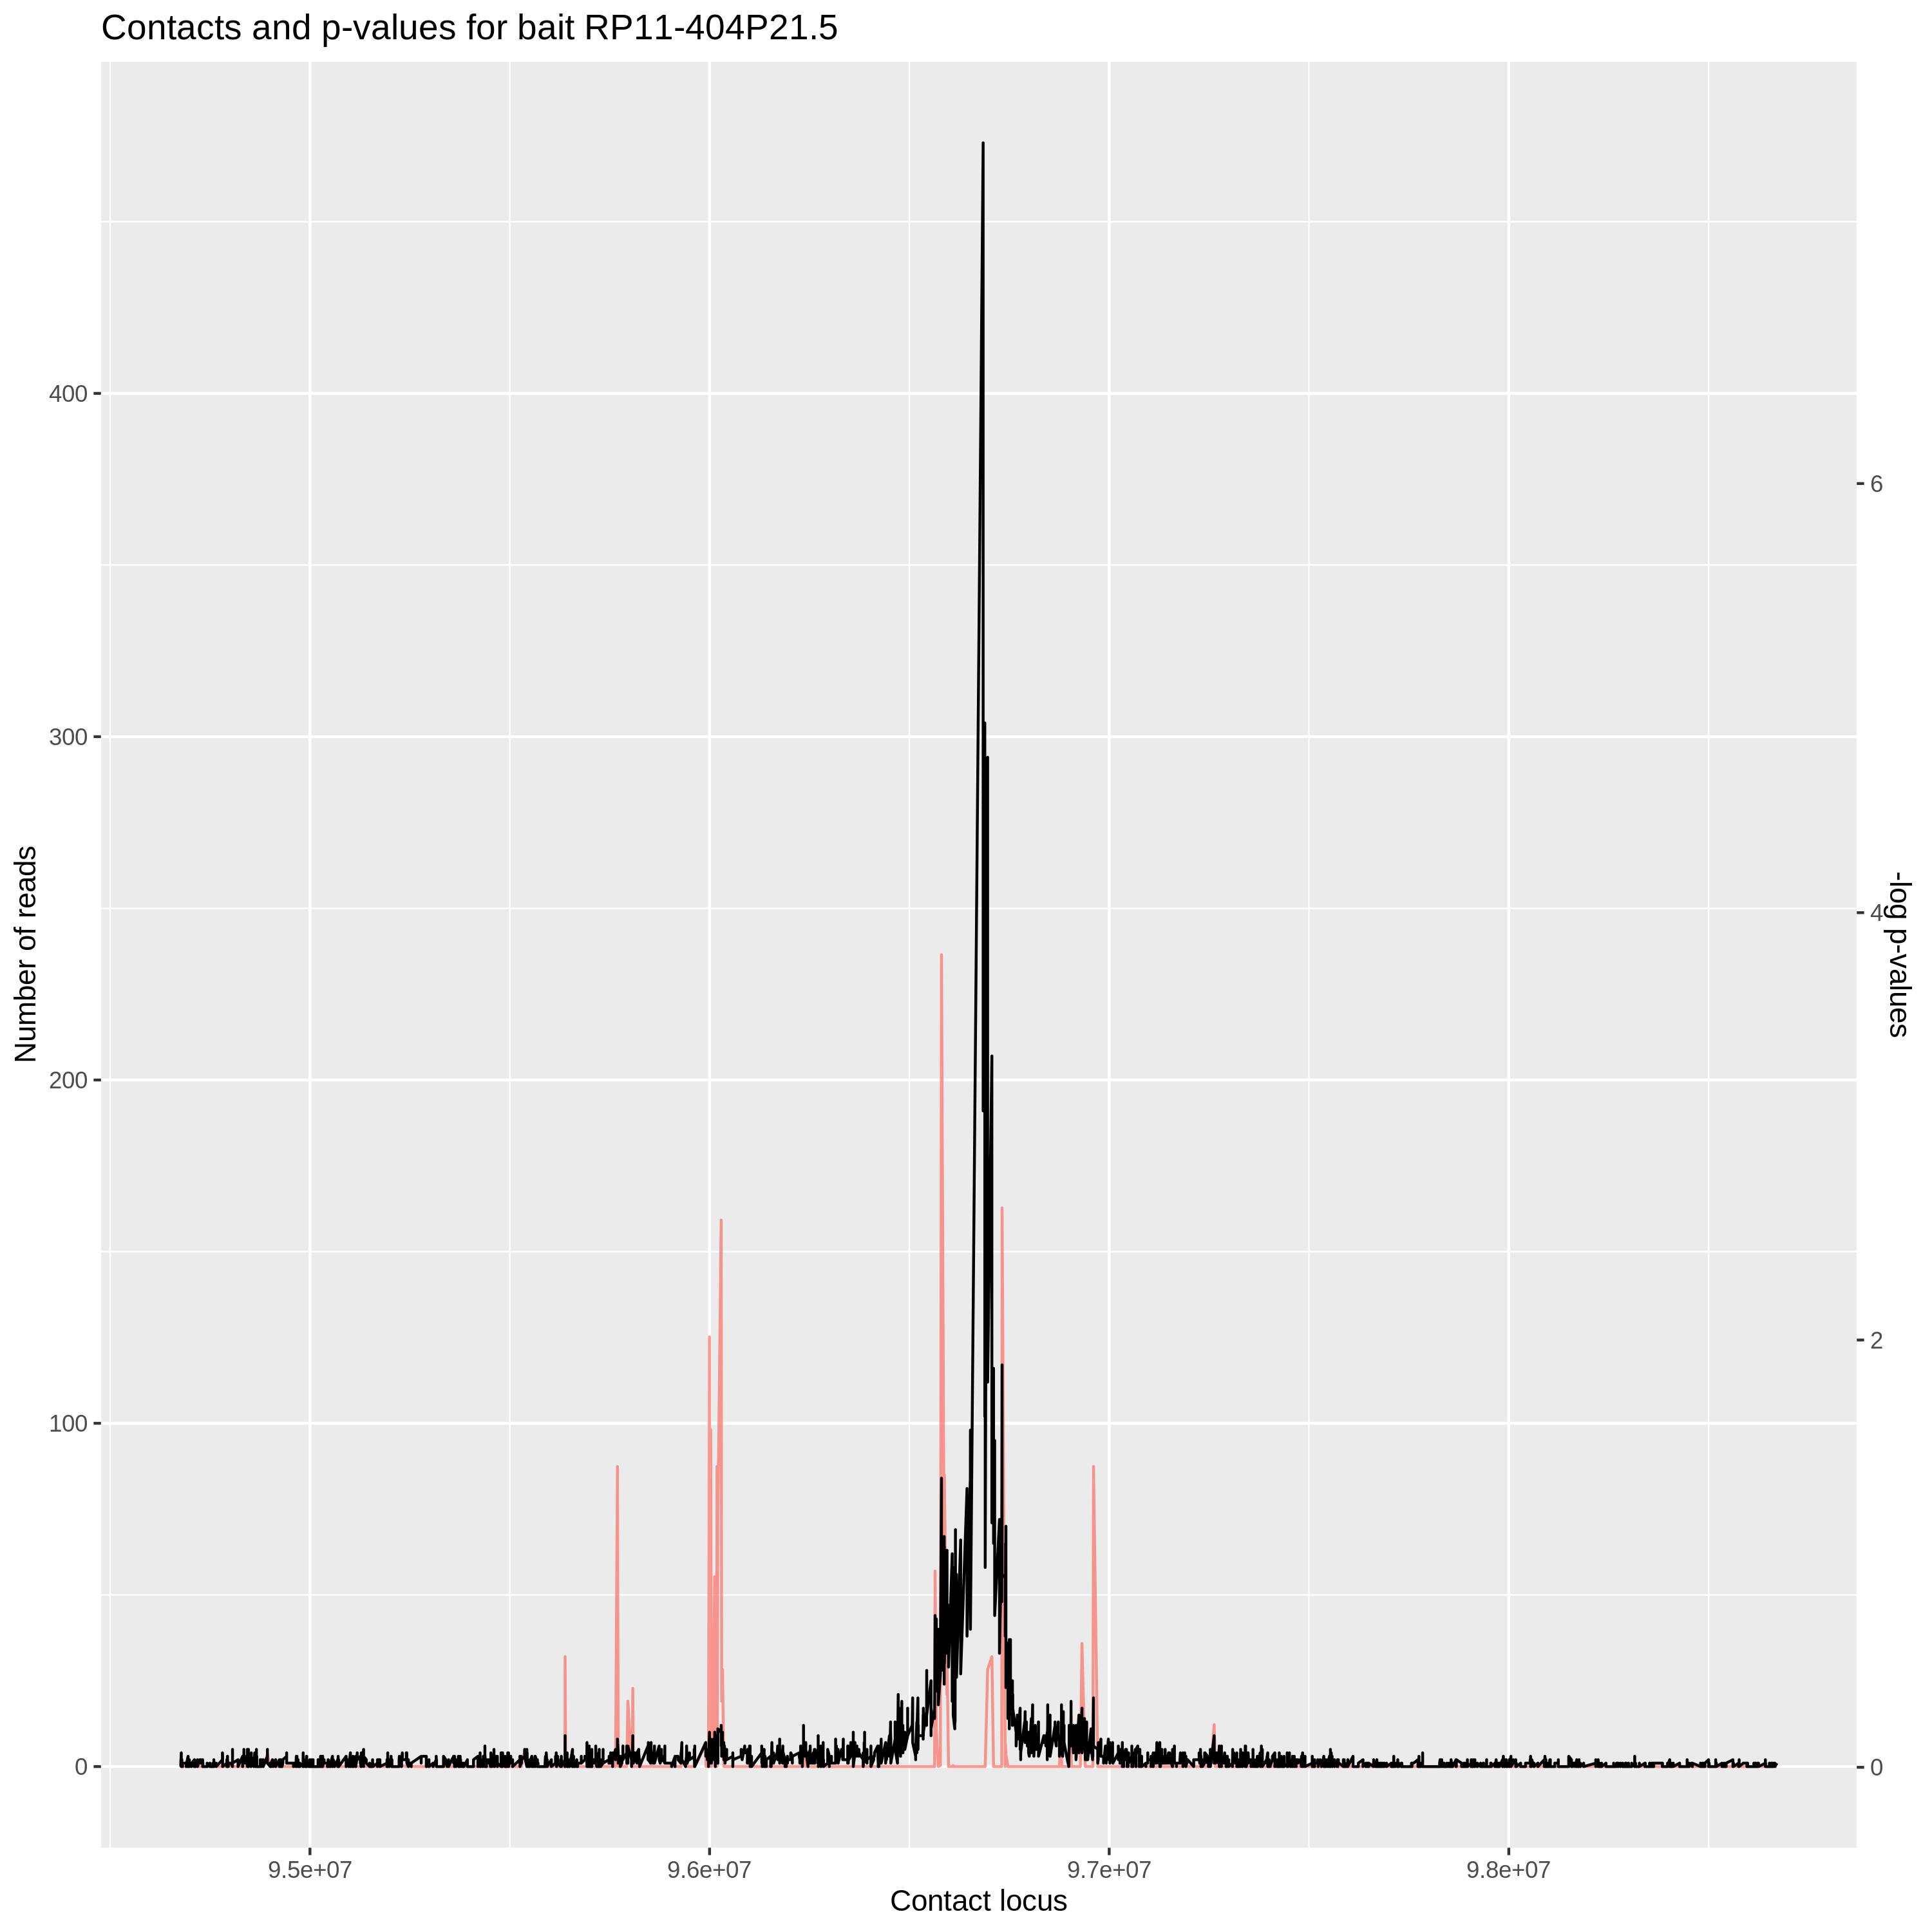 Contacts and p-values for bait RP11-404P21.5
400
300
200
100
0
6
4
2
0
Number of reads
-log p-values
9.5e+07 9.6e+07 9.7e+07 9.8e+07
Contact locus